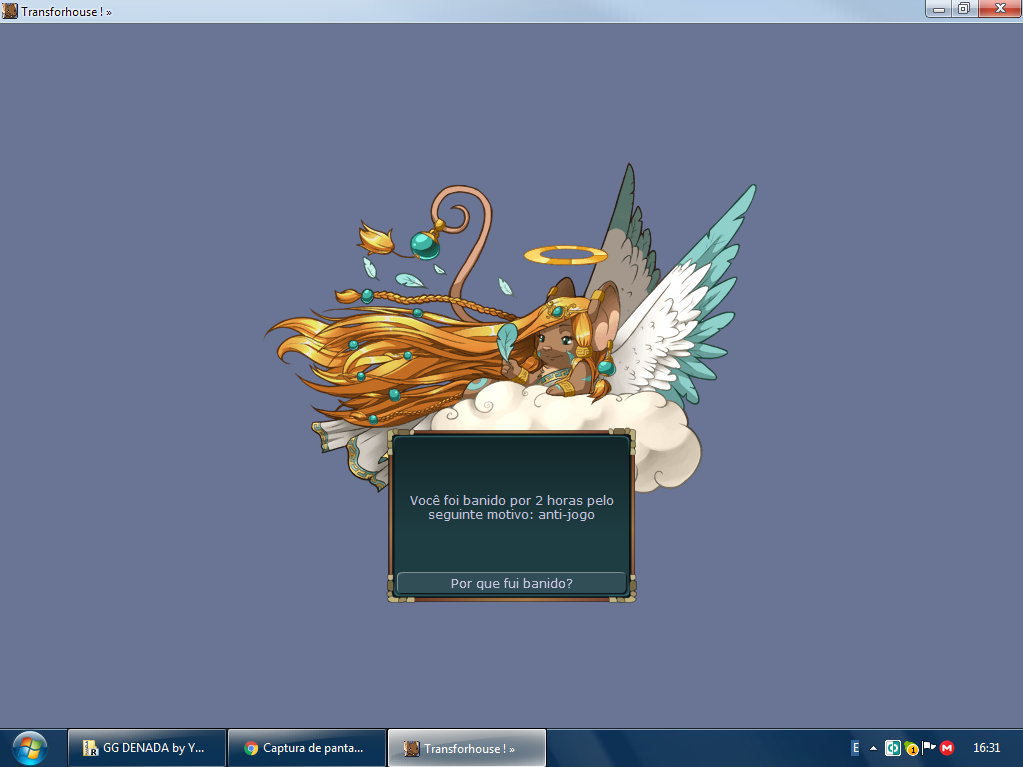 Transforhouse ! »
Você foi banido por 2 horas pelo
seguinte motivo: anti-jogo
Por que fui banido?
GG DENADA by Y...
Captura de panta...
Transforhouse ! »
E
1
M
16:31